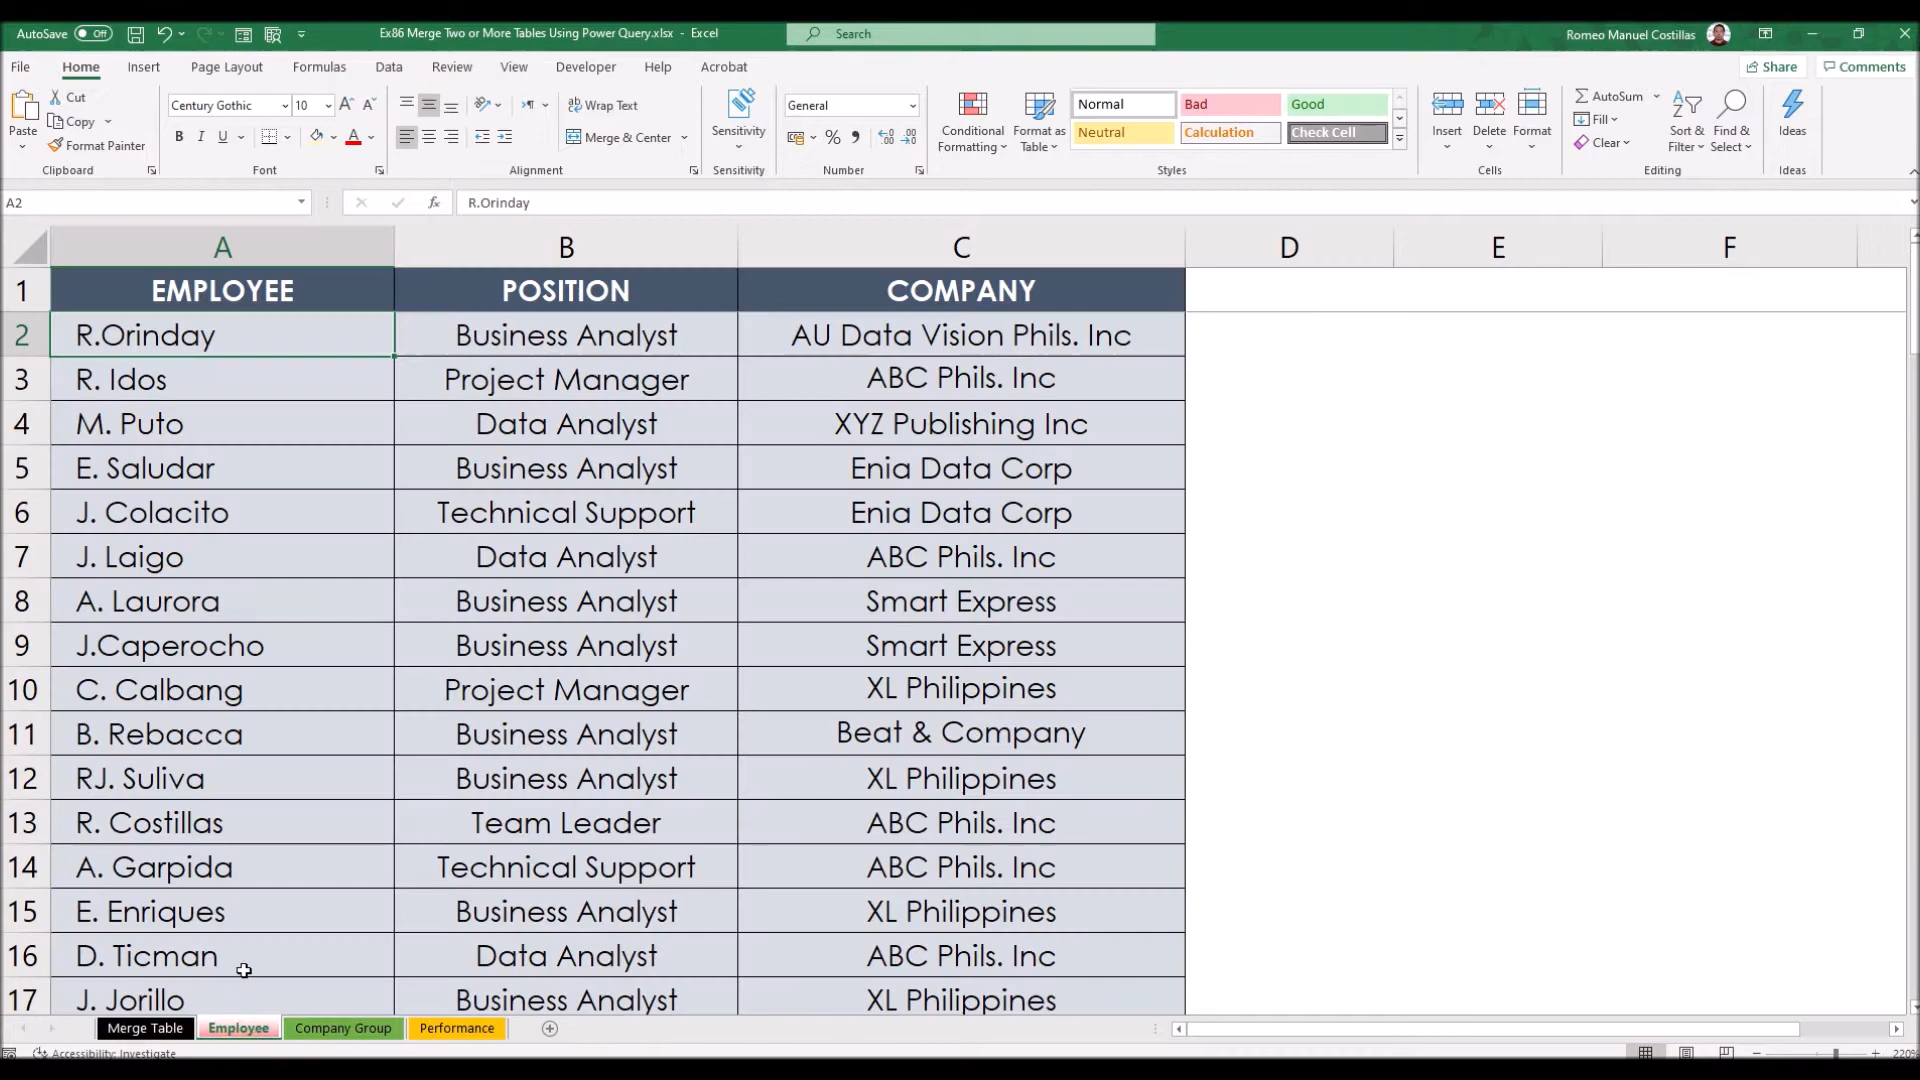 AutoSave Off Ex86 Merge Two or More Tables Using Power Query.xlsx - Excel Search Romeo Manuel Costillas
File Home Insert Page Layout Formulas Data Review View Developer Help Acrobat Share Comments
Paste
Cut
Copy
Format Painter
Clipboard
Century Gothic 10
B I U
Font
Wrap Text
Merge & Center
Alignment
Sensitivity
Sensitivity
General
Number
Conditional Formatting
Format as Table
Normal Bad Good
Neutral Calculation Check Cell
Styles
Insert Delete Format
Cells
AutoSum
Fill
Clear
Sort & Filter
Find & Select
Editing
Ideas
Ideas
A2 fx R.Orinday
A B C D E F
1 EMPLOYEE POSITION COMPANY
2 R.Orinday Business Analyst AU Data Vision Phils. Inc
3 R. Idos Project Manager ABC Phils. Inc
4 M. Puto Data Analyst XYZ Publishing Inc
5 E. Saludar Business Analyst Enia Data Corp
6 J. Colacito Technical Support Enia Data Corp
7 J. Laigo Data Analyst ABC Phils. Inc
8 A. Laurora Business Analyst Smart Express
9 J.Caperocho Business Analyst Smart Express
10 C. Calbang Project Manager XL Philippines
11 B. Rebacca Business Analyst Beat & Company
12 RJ. Suliva Business Analyst XL Philippines
13 R. Costillas Team Leader ABC Phils. Inc
14 A. Garpida Technical Support ABC Phils. Inc
15 E. Enriques Business Analyst XL Philippines
16 D. Ticman Data Analyst ABC Phils. Inc
17 J. Jorillo Business Analyst XL Philippines
Merge Table Employee Company Group Performance
Accessibility: Investigate 220%